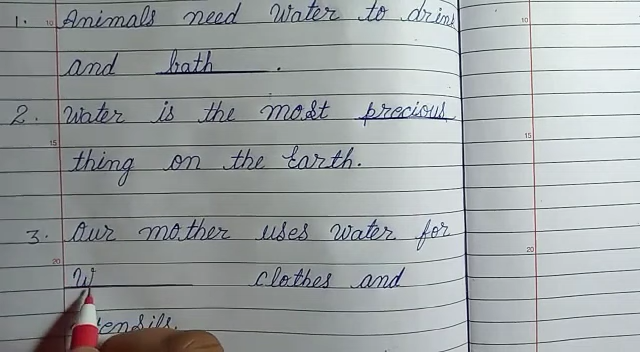 1. Animals need Water to drink
and bath.
2. Water is the most precious
thing on the Earth.
3. Our mother uses water for
W clothes and